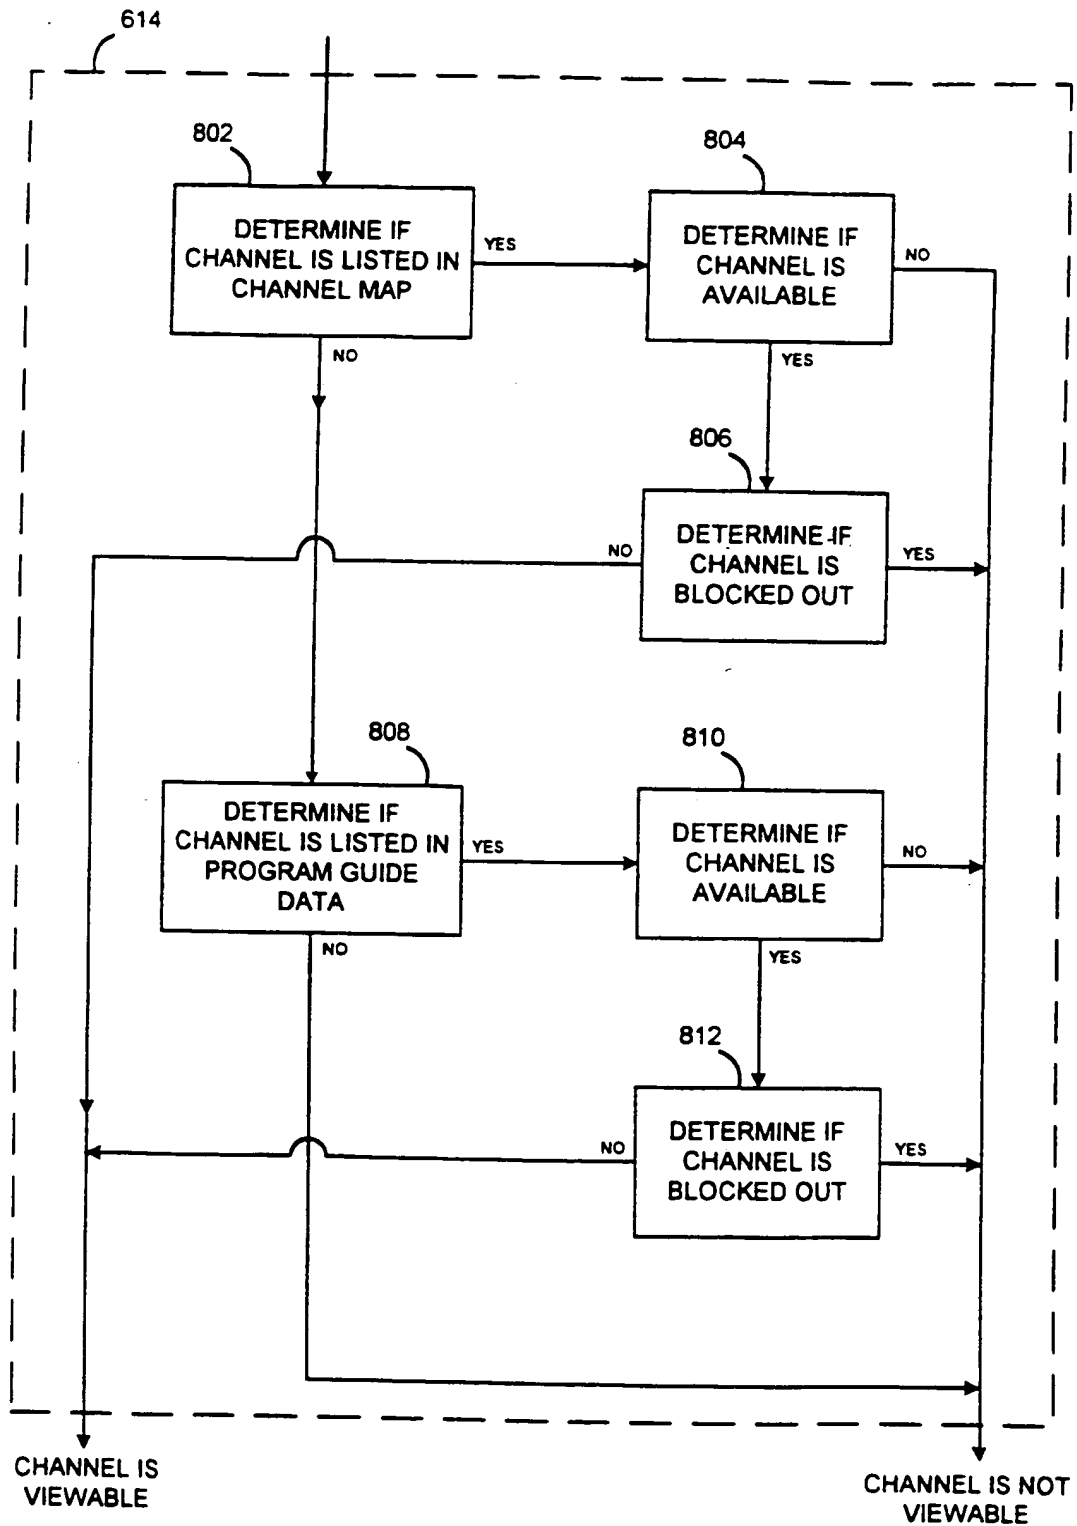 614
802
804
DETERMINE IF
CHANNEL IS LISTED IN
CHANNEL MAP
YES
DETERMINE IF
CHANNEL IS
AVAILABLE
NO
NO
YES
806
NO
DETERMINE IF
CHANNEL IS
BLOCKED OUT
YES
808
810
DETERMINE IF
CHANNEL IS LISTED IN
PROGRAM GUIDE
DATA
YES
DETERMINE IF
CHANNEL IS
AVAILABLE
NO
NO
YES
812
NO
DETERMINE IF
CHANNEL IS
BLOCKED OUT
YES
CHANNEL IS
VIEWABLE
CHANNEL IS NOT
VIEWABLE